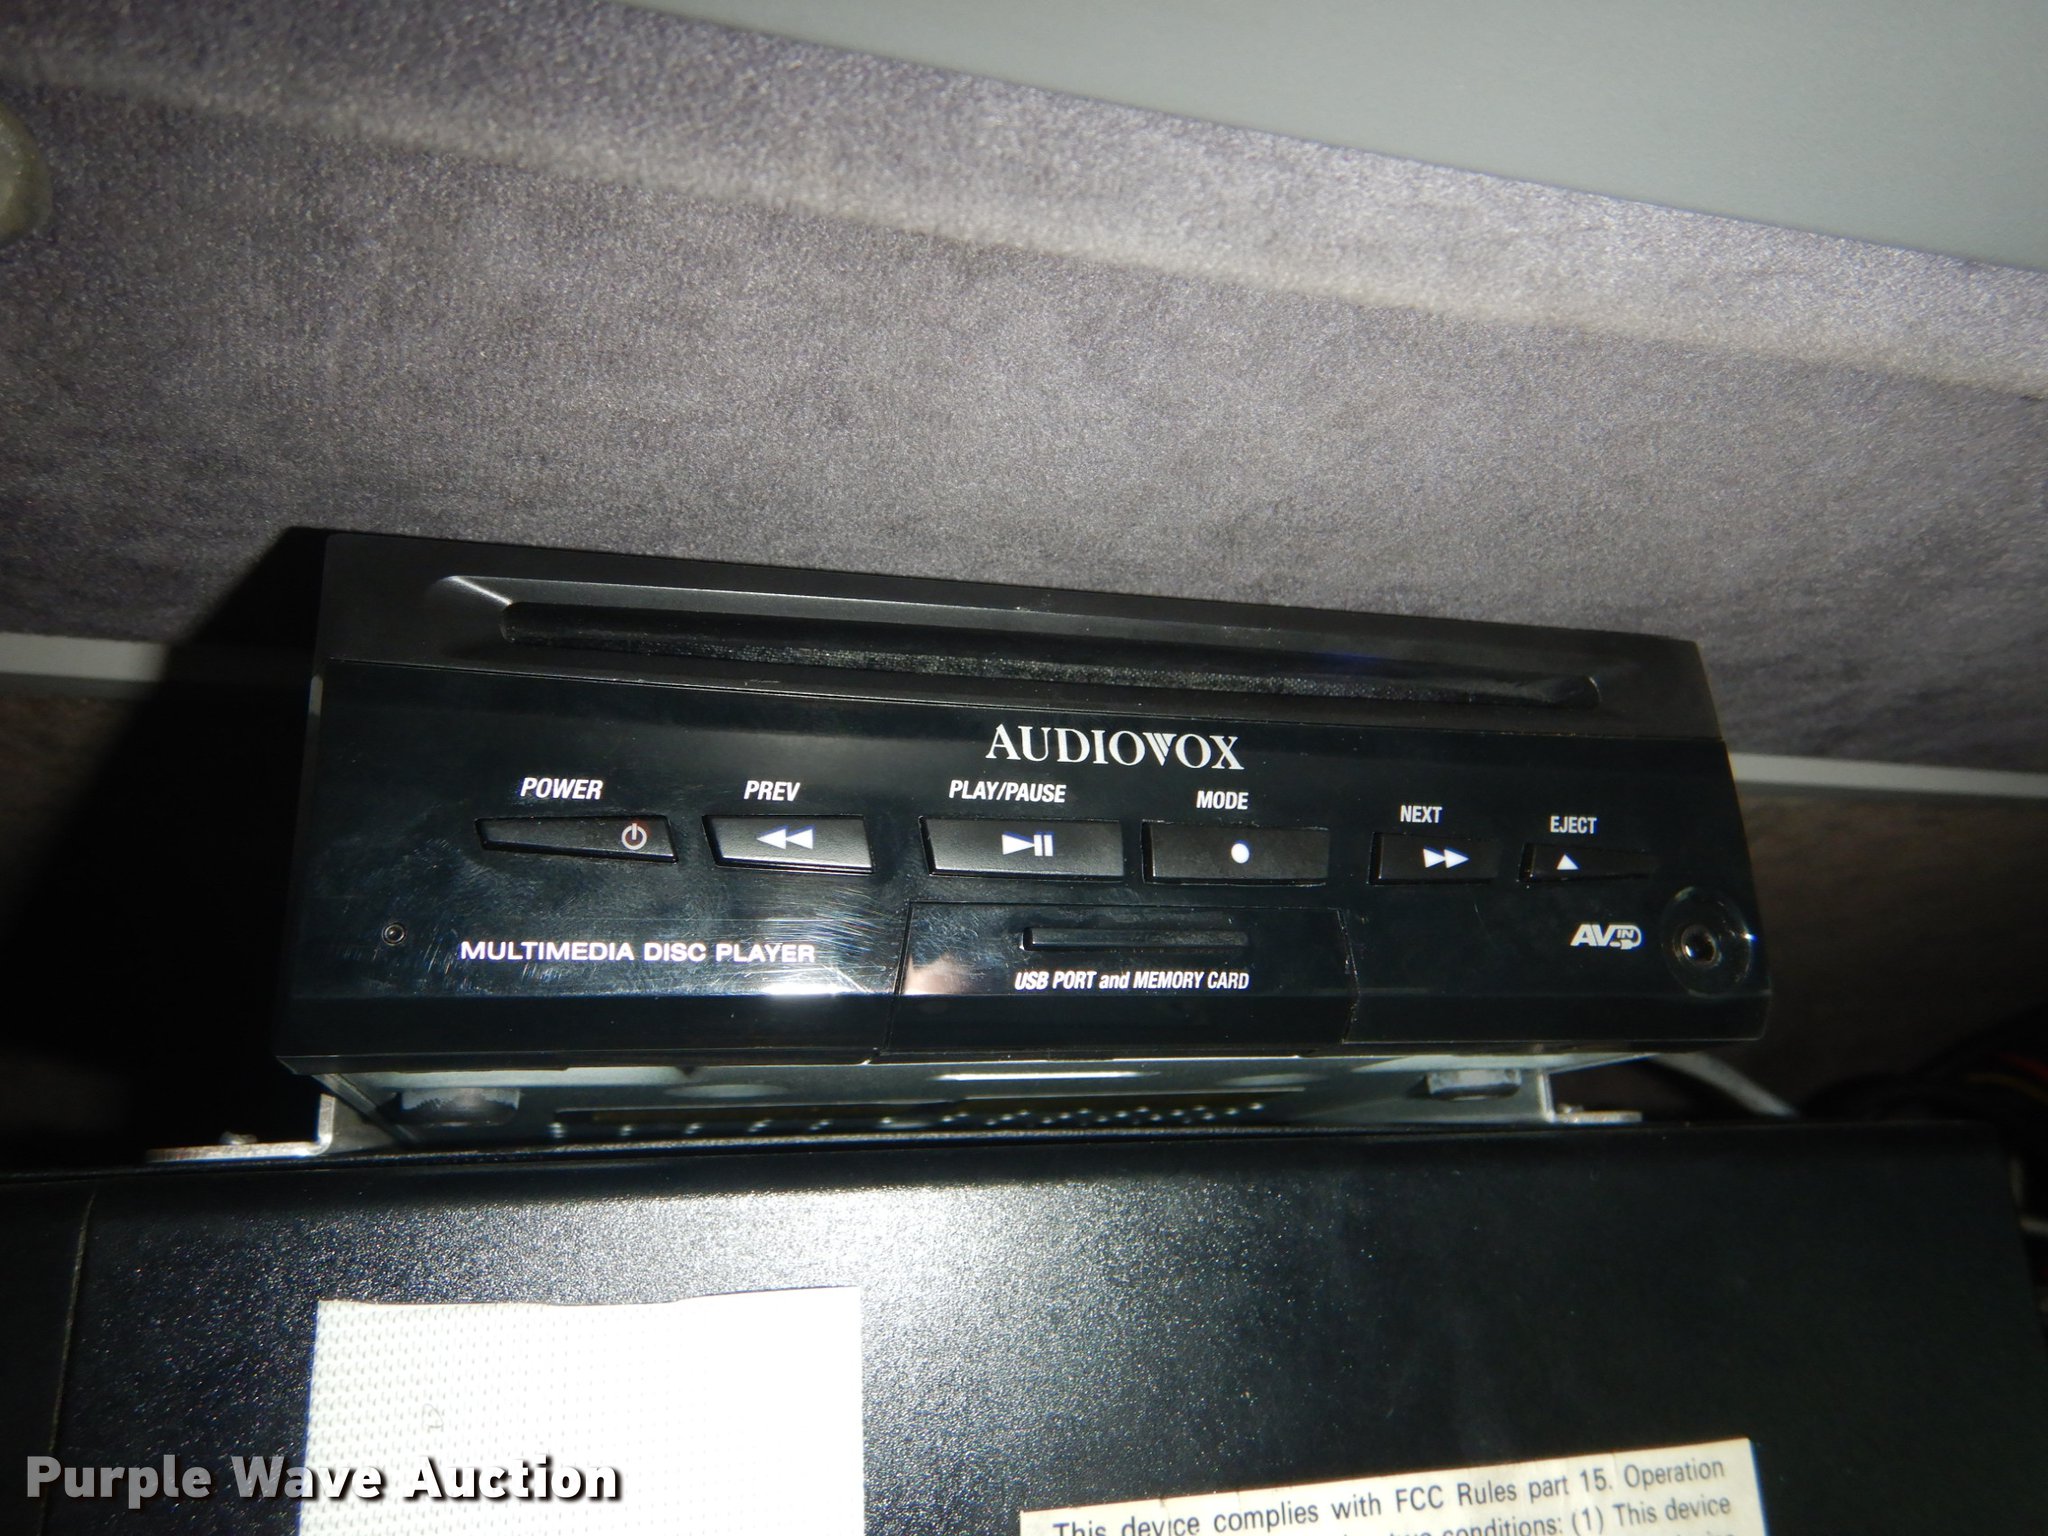 AUDIOVOX
POWER PREV PLAY/PAUSE MODE NEXT EJECT
MULTIMEDIA DISC PLAYER
USB PORT and MEMORY CARD
AV IN
This device complies with FCC Rules part 15. Operation
two conditions: (1) This device
Purple Wave Auction